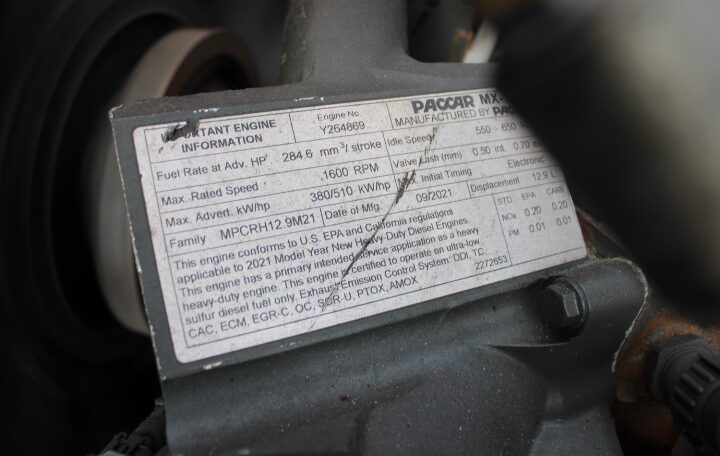 IMPORTANT ENGINE INFORMATION
Engine No. Y264869
PACCAR MX
MANUFACTURED BY PAC
Fuel Rate at Adv. HP 284.6 mm³/ stroke
Idle Speed 550 - 650
Max. Rated Speed .1600 RPM
Valve Lash (mm) 0.50 int. 0.70
Max. Advert. kW/hp 380/510 kW/hp
Initial Timing Electronic
Family MPCRH12.9M21
Date of Mfg. 09/2021
Displacement 12.9 L
This engine conforms to U.S. EPA and California regulations
applicable to 2021 Model Year New Heavy-Duty Diesel Engines.
This engine has a primary intended service application as a heavy
heavy-duty engine. This engine is certified to operate on ultra-low
sulfur diesel fuel only. Exhaust Emission Control System: DDI, TC,
CAC, ECM, EGR-C, OC, SCR-U, PTOX, AMOX
2272653
STD EPA CARB
NOX 0.20 0.20
PM 0.01 0.01